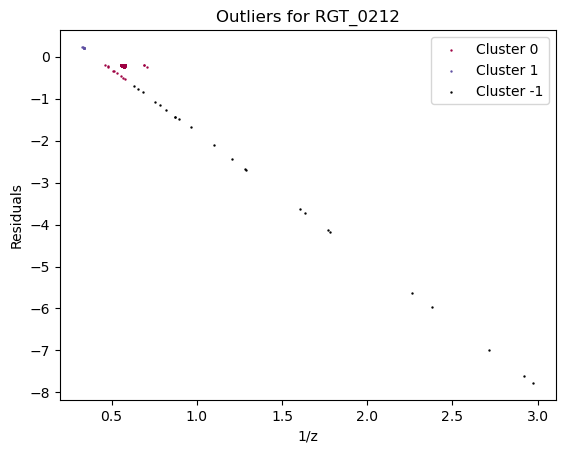 Outliers for RGT_0212
Cluster 0
Cluster 1
Cluster -1
0
−1
−2
−3
−4
−5
−6
−7
−8
Residuals
0.5 1.0 1.5 2.0 2.5 3.0
1/z